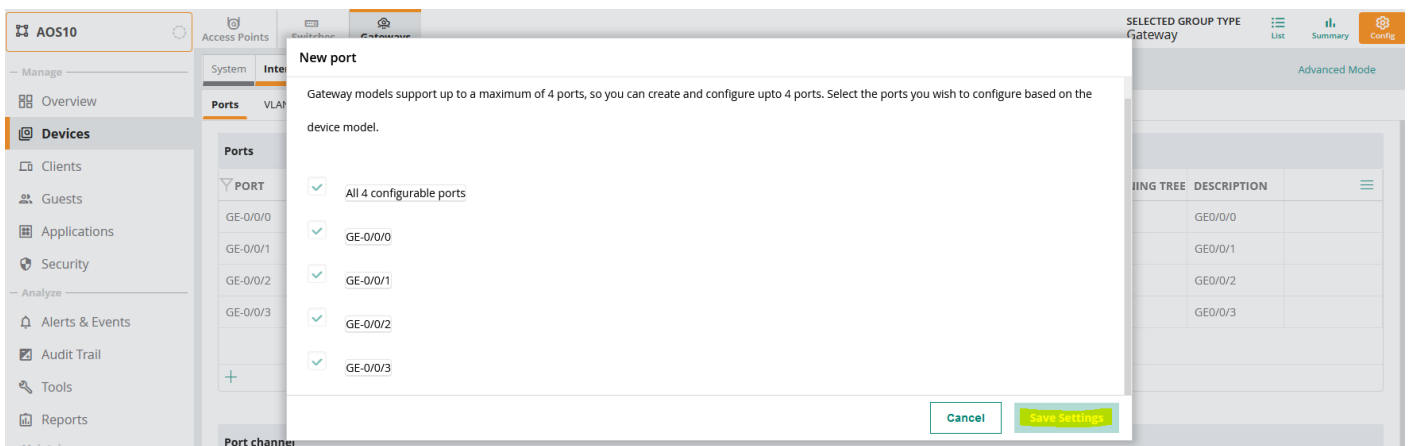 AOS10
Access Points
Switches
Gateways
SELECTED GROUP TYPE
Gateway
List
Summary
Config
Manage
Overview
Devices
Clients
Guests
Applications
Security
Analyze
Alerts & Events
Audit Trail
Tools
Reports
System
Inte
Advanced Mode
Ports
VLAN
Ports
PORT
NING TREE
DESCRIPTION
GE-0/0/0
GE0/0/0
GE-0/0/1
GE0/0/1
GE-0/0/2
GE0/0/2
GE-0/0/3
GE0/0/3
Port channel
New port
Gateway models support up to a maximum of 4 ports, so you can create and configure upto 4 ports. Select the ports you wish to configure based on the
device model.
All 4 configurable ports
GE-0/0/0
GE-0/0/1
GE-0/0/2
GE-0/0/3
Cancel
Save Settings